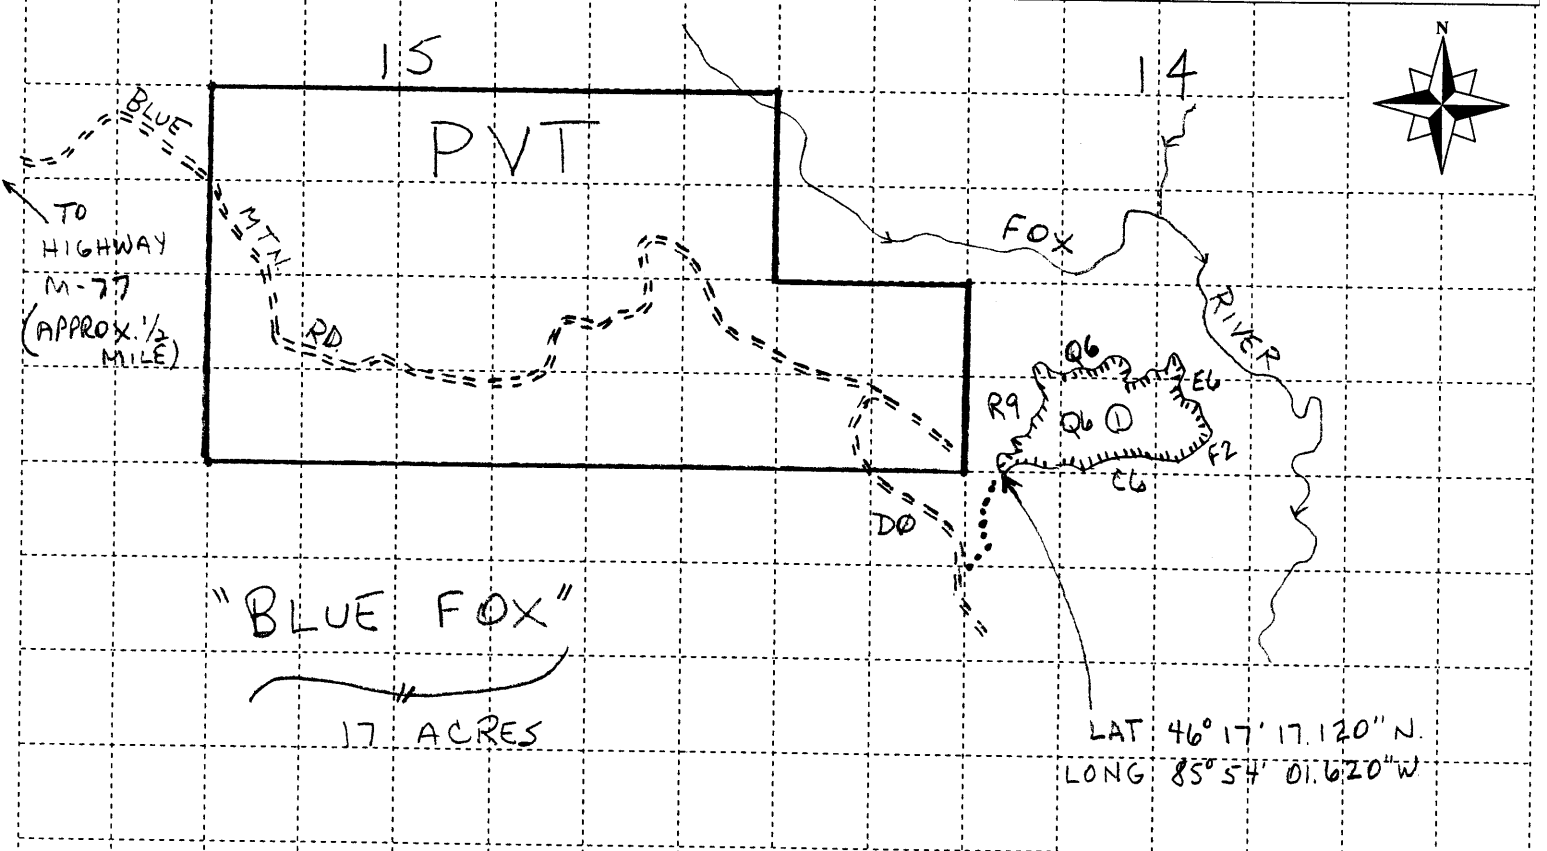 N
15
14
BLUE
PVT
MTN
RD
TO
HIGHWAY
M-77
(APPROX. 1/2
MILE)
FOX
RIVER
Q6
E6
R9
Q6 1
F2
E6
DØ
"BLUE FOX"
17 ACRES
LAT 46° 17' 17.120" N.
LONG 85° 54' 01.620" W